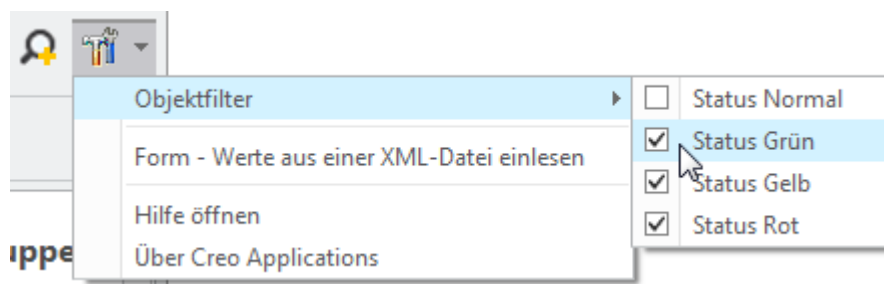 Objektfilter
Status Normal
Status Grün
Form - Werte aus einer XML-Datei einlesen
Status Gelb
Hilfe öffnen
Status Rot
Über Creo Applications